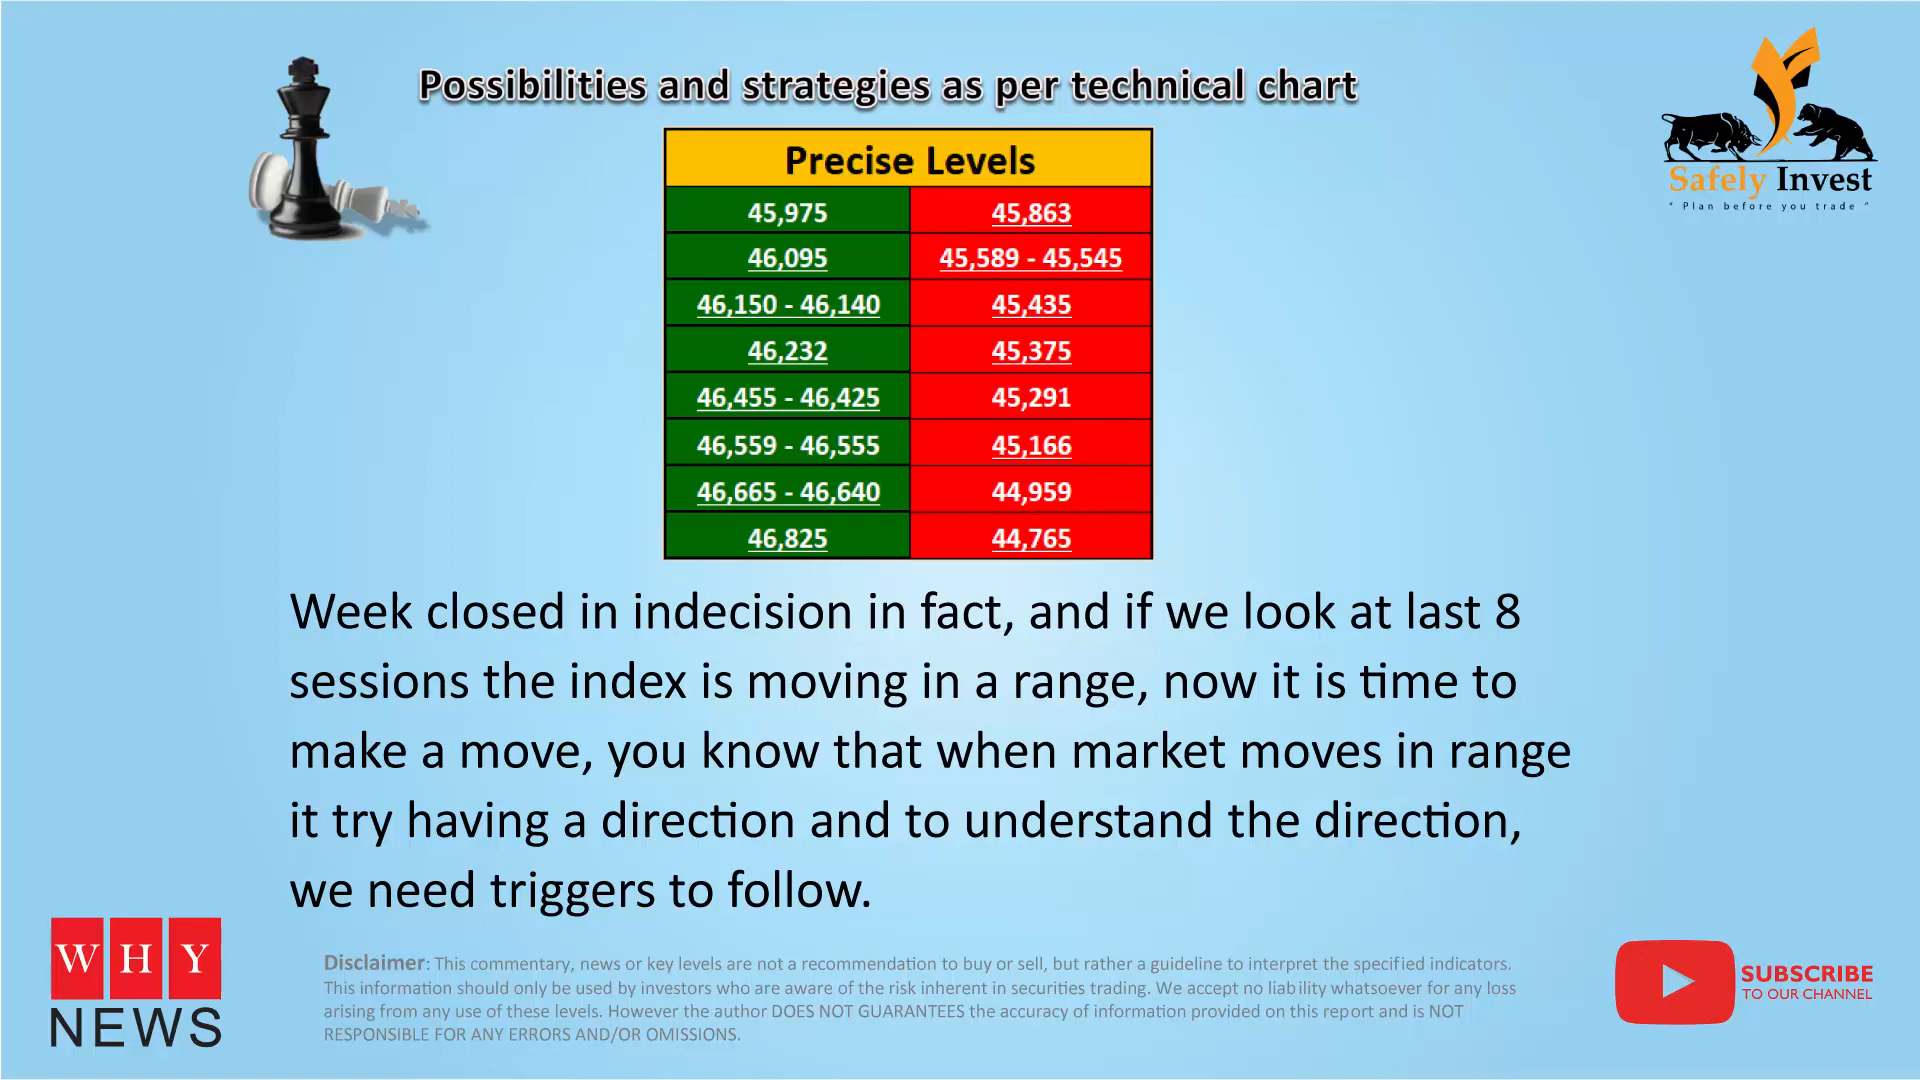 Possibilities and strategies as per technical chart
Precise Levels
45,975 45,863
46,095 45,589 - 45,545
46,150 - 46,140 45,435
46,232 45,375
46,455 - 46,425 45,291
46,559 - 46,555 45,166
46,665 - 46,640 44,959
46,825 44,765
Safely Invest
" Plan before you trade "
Week closed in indecision in fact, and if we look at last 8
sessions the index is moving in a range, now it is time to
make a move, you know that when market moves in range
it try having a direction and to understand the direction,
we need triggers to follow.
WHY
NEWS
Disclaimer: This commentary, news or key levels are not a recommendation to buy or sell, but rather a guideline to interpret the specified indicators.
This information should only be used by investors who are aware of the risk inherent in securities trading. We accept no liability whatsoever for any loss
arising from any use of these levels. However the author DOES NOT GUARANTEES the accuracy of information provided on this report and is NOT
RESPONSIBLE FOR ANY ERRORS AND/OR OMISSIONS.
SUBSCRIBE
TO OUR CHANNEL